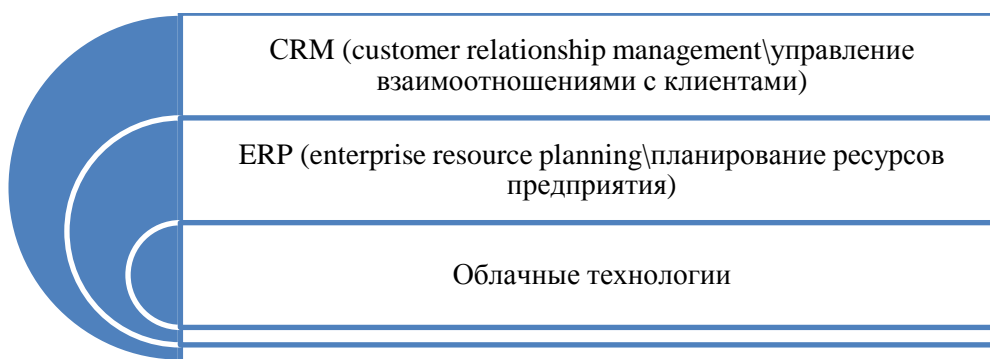 CRM (customer relationship management\управление
взаимоотношениями с клиентами)
ERP (enterprise resource planning\планирование ресурсов
предприятия)
Облачные технологии